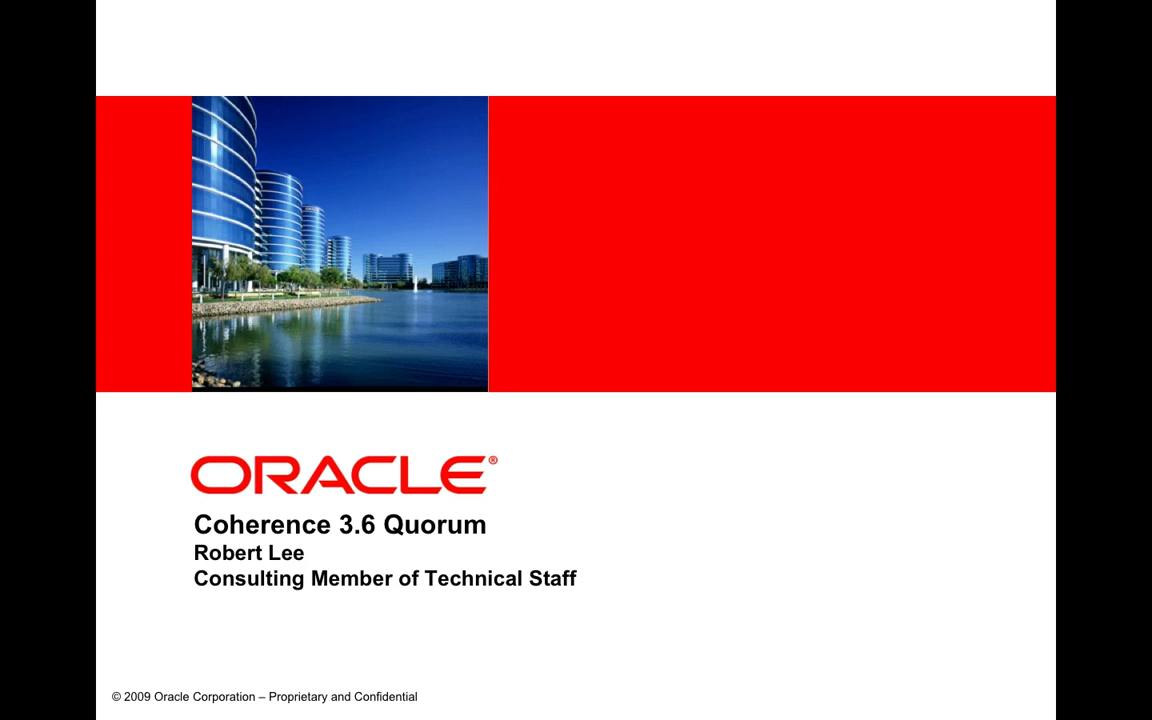 ORACLE®
Coherence 3.6 Quorum
Robert Lee
Consulting Member of Technical Staff
© 2009 Oracle Corporation – Proprietary and Confidential